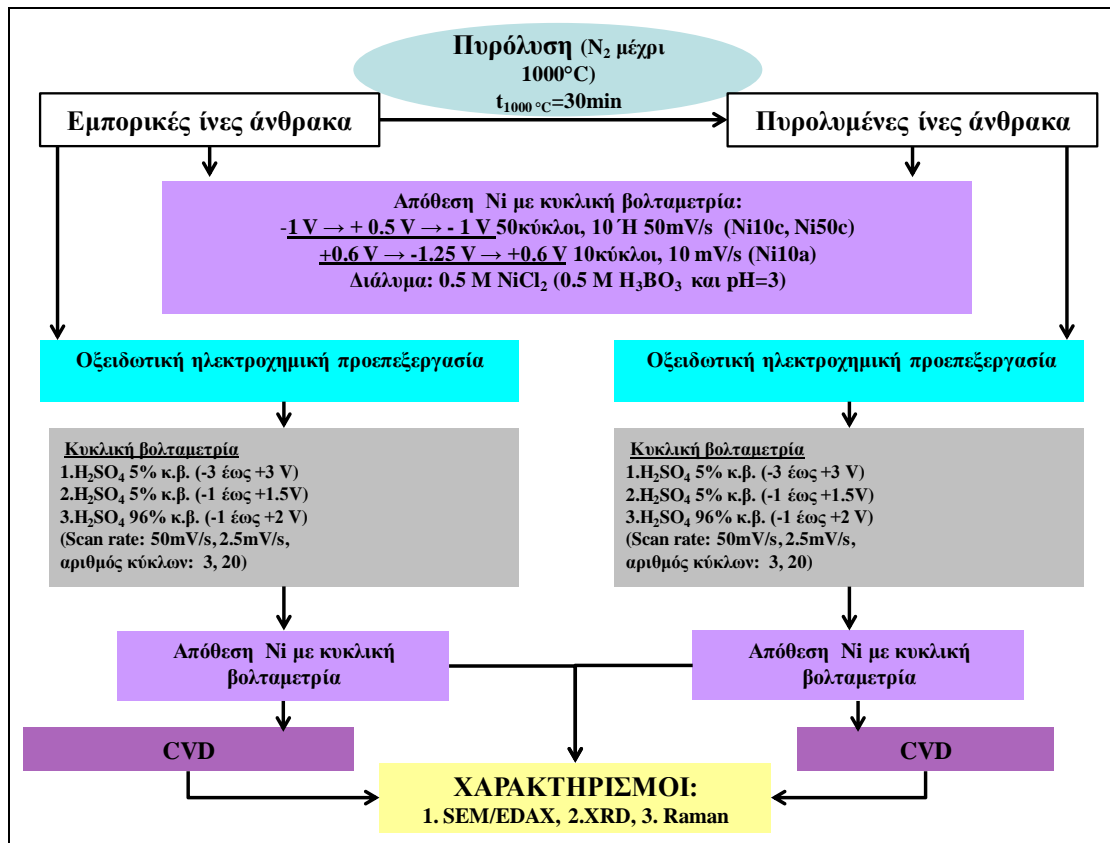 Πυρόλυση (N₂ μέχρι
1000°C)
t₁₀₀₀ °C=30min
Εμπορικές ίνες άνθρακα
Πυρολυμένες ίνες άνθρακα
Απόθεση Ni με κυκλική βολταμετρία:
-1 V → + 0.5 V → - 1 V 50κύκλοι, 10 Ή 50mV/s (Ni10c, Ni50c)
+0.6 V → -1.25 V → +0.6 V 10κύκλοι, 10 mV/s (Ni10a)
Διάλυμα: 0.5 M NiCl₂ (0.5 M H₃BO₃ και pH=3)
Οξειδωτική ηλεκτροχημική προεπεξεργασία
Οξειδωτική ηλεκτροχημική προεπεξεργασία
Κυκλική βολταμετρία
1.H₂SO₄ 5% κ.β. (-3 έως +3 V)
2.H₂SO₄ 5% κ.β. (-1 έως +1.5V)
3.H₂SO₄ 96% κ.β. (-1 έως +2 V)
(Scan rate: 50mV/s, 2.5mV/s,
αριθμός κύκλων: 3, 20)
Κυκλική βολταμετρία
1.H₂SO₄ 5% κ.β. (-3 έως +3 V)
2.H₂SO₄ 5% κ.β. (-1 έως +1.5V)
3.H₂SO₄ 96% κ.β. (-1 έως +2 V)
(Scan rate: 50mV/s, 2.5mV/s,
αριθμός κύκλων: 3, 20)
Απόθεση Ni με κυκλική
βολταμετρία
Απόθεση Ni με κυκλική
βολταμετρία
CVD
CVD
ΧΑΡΑΚΤΗΡΙΣΜΟΙ:
1. SEM/EDAX, 2.XRD, 3. Raman